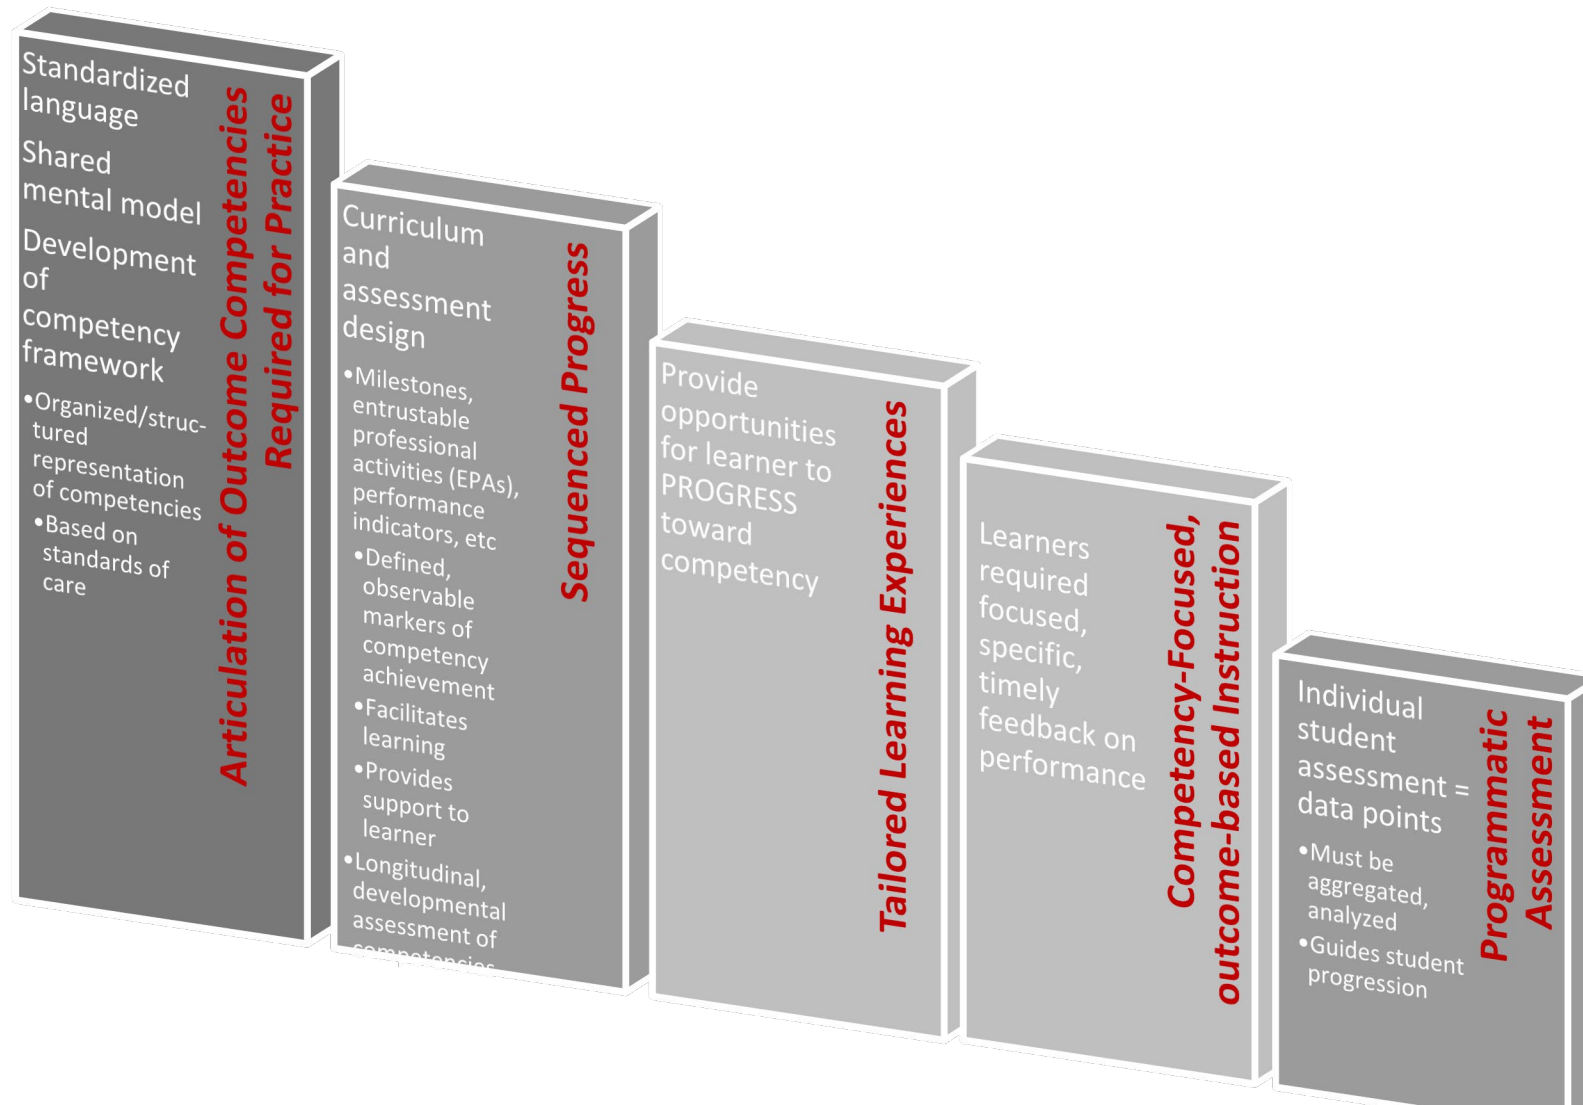 Standardized
language
Shared
mental model
Development
of
competency
framework
•Organized/struc-
tured
representation
of competencies
•Based on
standards of
care
Articulation of Outcome Competencies
Required for Practice
Curriculum
and
assessment
design
•Milestones,
entrustable
professional
activities (EPAs),
performance
indicators, etc
•Defined,
observable
markers of
competency
achievement
•Facilitates
learning
•Provides
support to
learner
•Longitudinal,
developmental
assessment of
competencies
Sequenced Progress
Provide
opportunities
for learner to
PROGRESS
toward
competency
Tailored Learning Experiences
Learners
required
focused,
specific,
timely
feedback on
performance
Competency-Focused,
outcome-based Instruction
Individual
student
assessment =
data points
•Must be
aggregated,
analyzed
•Guides student
progression
Programmatic
Assessment